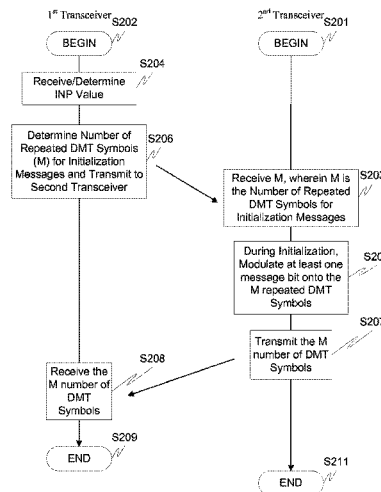 1st Transceiver
S202
BEGIN
S204
Receive/Determine
INP Value
S206
Determine Number of
Repeated DMT Symbols
(M) for Initialization
Messages and Transmit to
Second Transceiver
S208
Receive the
M number of
DMT
Symbols
S209
END
2nd Transceiver
S201
BEGIN
S203
Receive M, wherein M is
the Number of Repeated
DMT Symbols for
Initialization Messages
During Initialization,
Modulate at least one
message bit onto the
M repeated DMT
Symbols
S207
Transmit the M
number of DMT
Symbols
S211
END